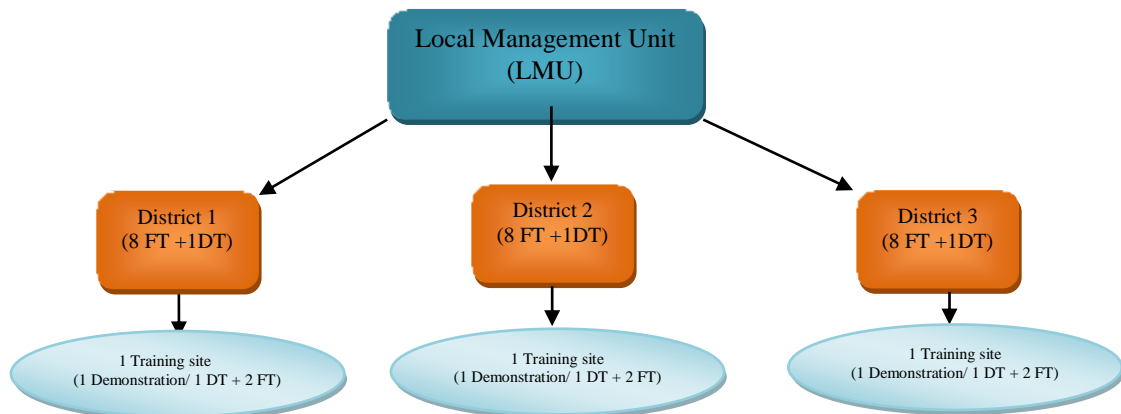 Local Management Unit
(LMU)
District 1
(8 FT +1DT)
District 2
(8 FT +1DT)
District 3
(8 FT +1DT)
1 Training site
(1 Demonstration/ 1 DT + 2 FT)
1 Training site
(1 Demonstration/ 1 DT + 2 FT)
1 Training site
(1 Demonstration/ 1 DT + 2 FT)